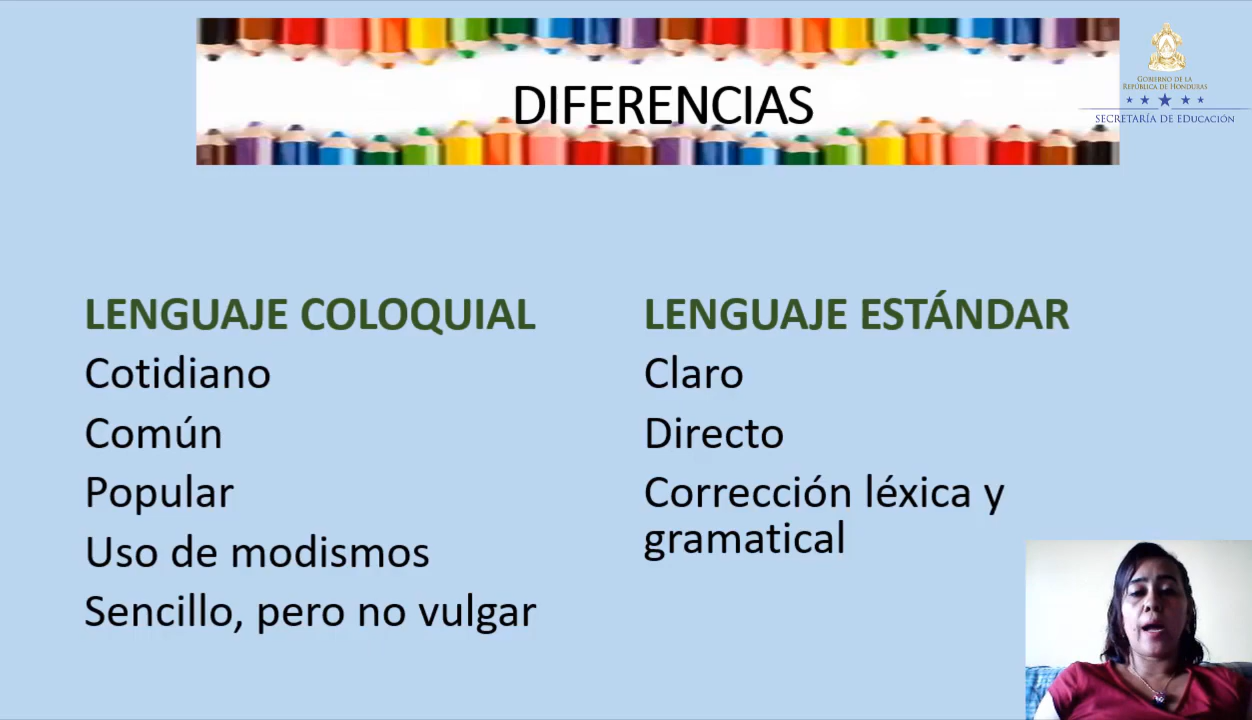 DIFERENCIAS
GOBIERNO DE LA
REPÚBLICA DE HONDURAS
SECRETARÍA DE EDUCACIÓN
LENGUAJE COLOQUIAL
Cotidiano
Común
Popular
Uso de modismos
Sencillo, pero no vulgar
LENGUAJE ESTÁNDAR
Claro
Directo
Corrección léxica y
gramatical